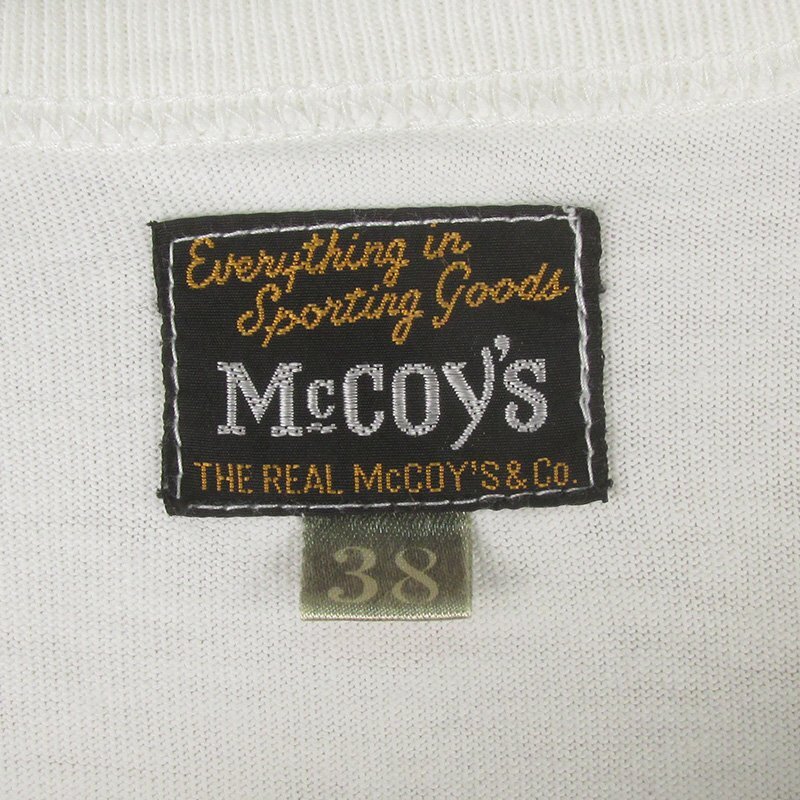 Everything in
Sporting Goods
McCOY'S
THE REAL McCOY'S & Co.
38